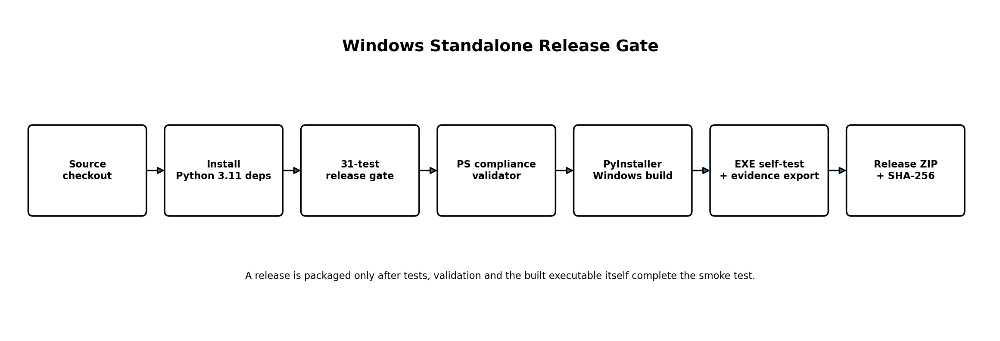 Windows Standalone Release Gate
Source
checkout
Install
Python 3.11 deps
31-test
release gate
PS compliance
validator
PyInstaller
Windows build
EXE self-test
+ evidence export
Release ZIP
+ SHA-256
A release is packaged only after tests, validation and the built executable itself complete the smoke test.